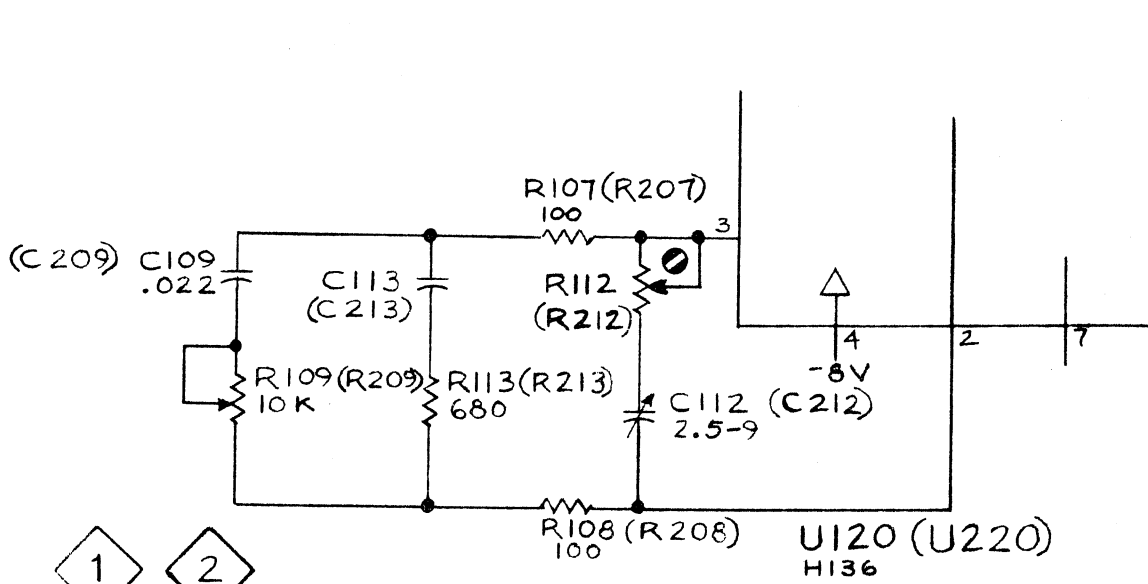 R107(R207)
100
3
(C209) C109
.022
C113
(C213)
R112
(R212)
4
2
7
-8V
R109(R209)
10K
R113(R213)
680
C112 (C212)
2.5-9
R108(R208)
100
U120(U220)
H136
1
2